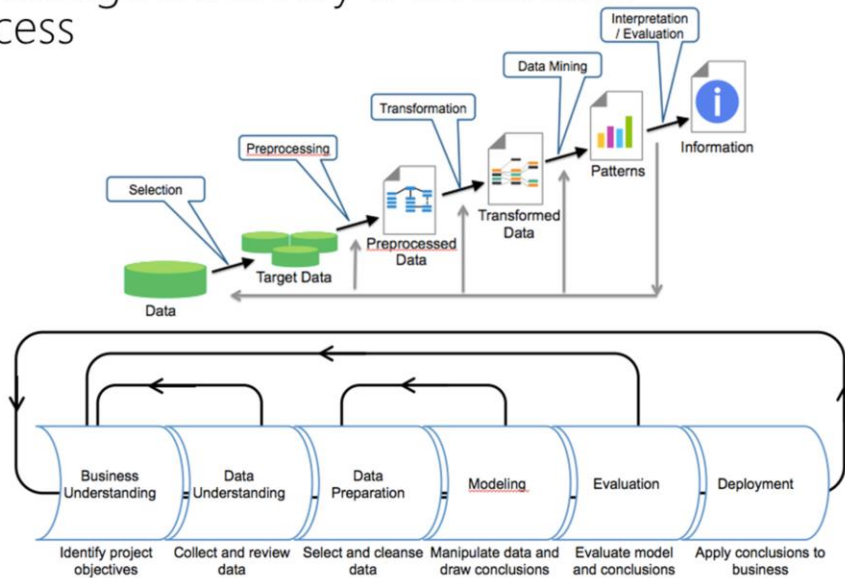 cess
Interpretation
/ Evaluation
Data Mining
Transformation
Preprocessing
Selection
Information
Patterns
Transformed
Data
Preprocessed
Data
Target Data
Data
Business
Understanding
Data
Understanding
Data
Preparation
Modeling
Evaluation
Deployment
Identify project
objectives
Collect and review
data
Select and cleanse
data
Manipulate data and
draw conclusions
Evaluate model
and conclusions
Apply conclusions to
business